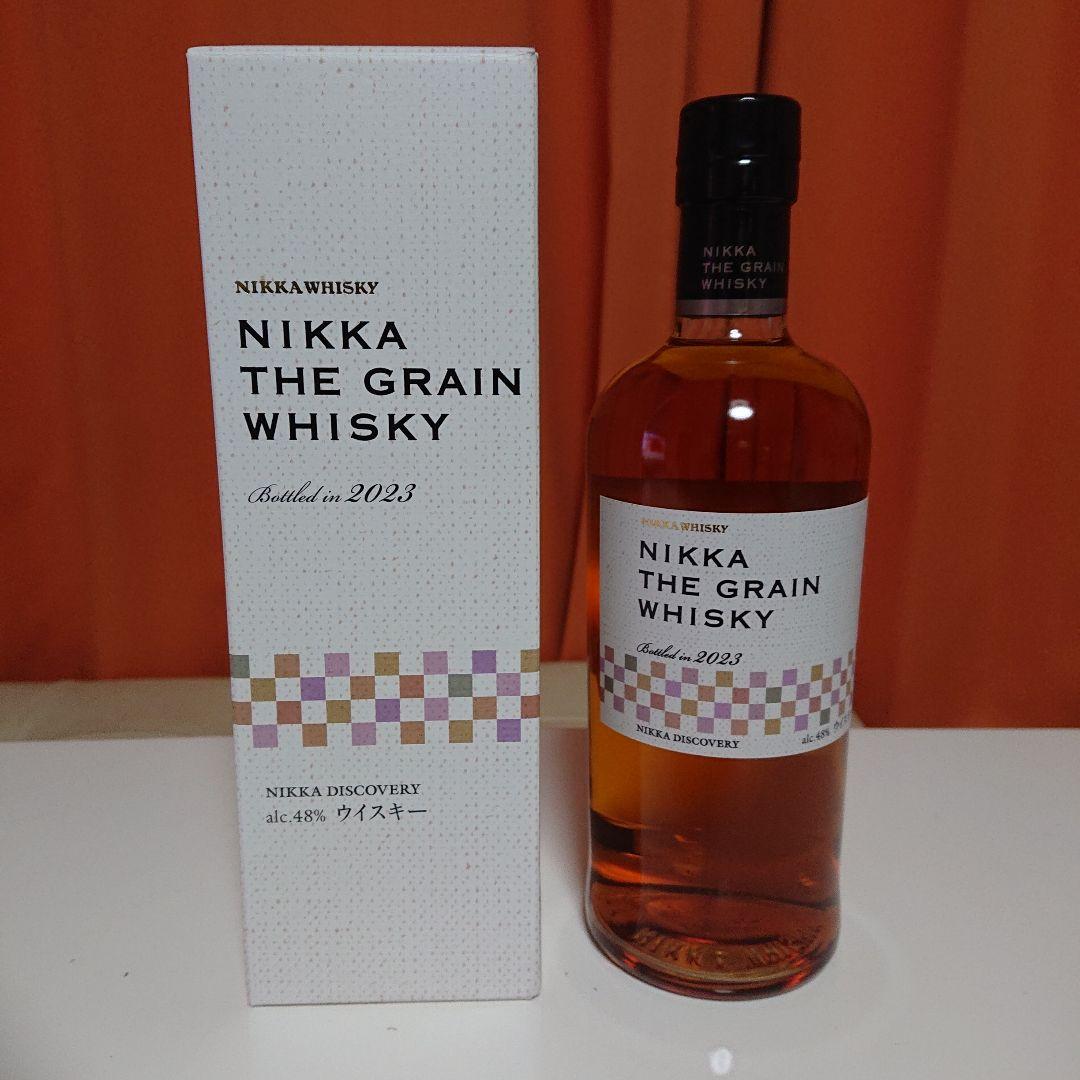 NIKKA WHISKY
NIKKA
THE GRAIN
WHISKY
Bottled in 2023
NIKKA DISCOVERY
alc.48% ウイスキー
NIKKA
THE GRAIN
WHISKY
NIKKA WHISKY
NIKKA
THE GRAIN
WHISKY
Bottled in 2023
NIKKA DISCOVERY
alc.48%
NIKKA